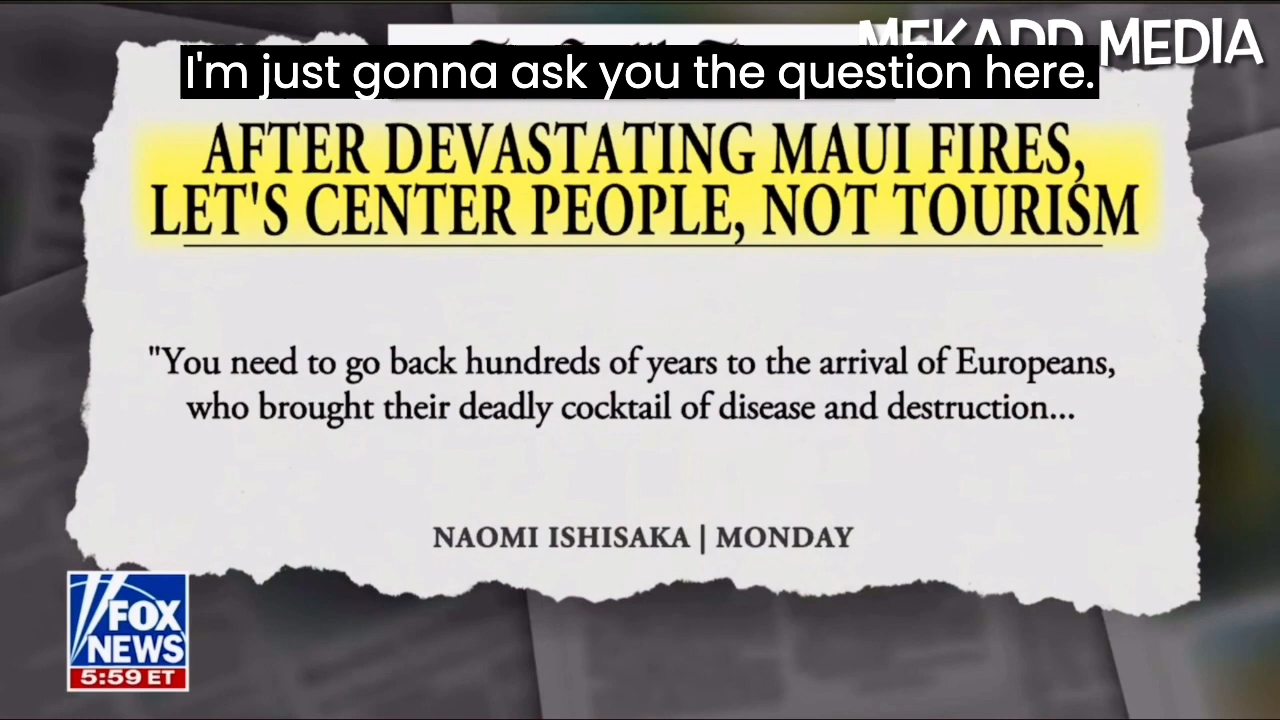 MEKADD MEDIA
I'm just gonna ask you the question here.
AFTER DEVASTATING MAUI FIRES,
LET'S CENTER PEOPLE, NOT TOURISM
"You need to go back hundreds of years to the arrival of Europeans,
who brought their deadly cocktail of disease and destruction...
NAOMI ISHISAKA | MONDAY
FOX
NEWS
5:59 ET